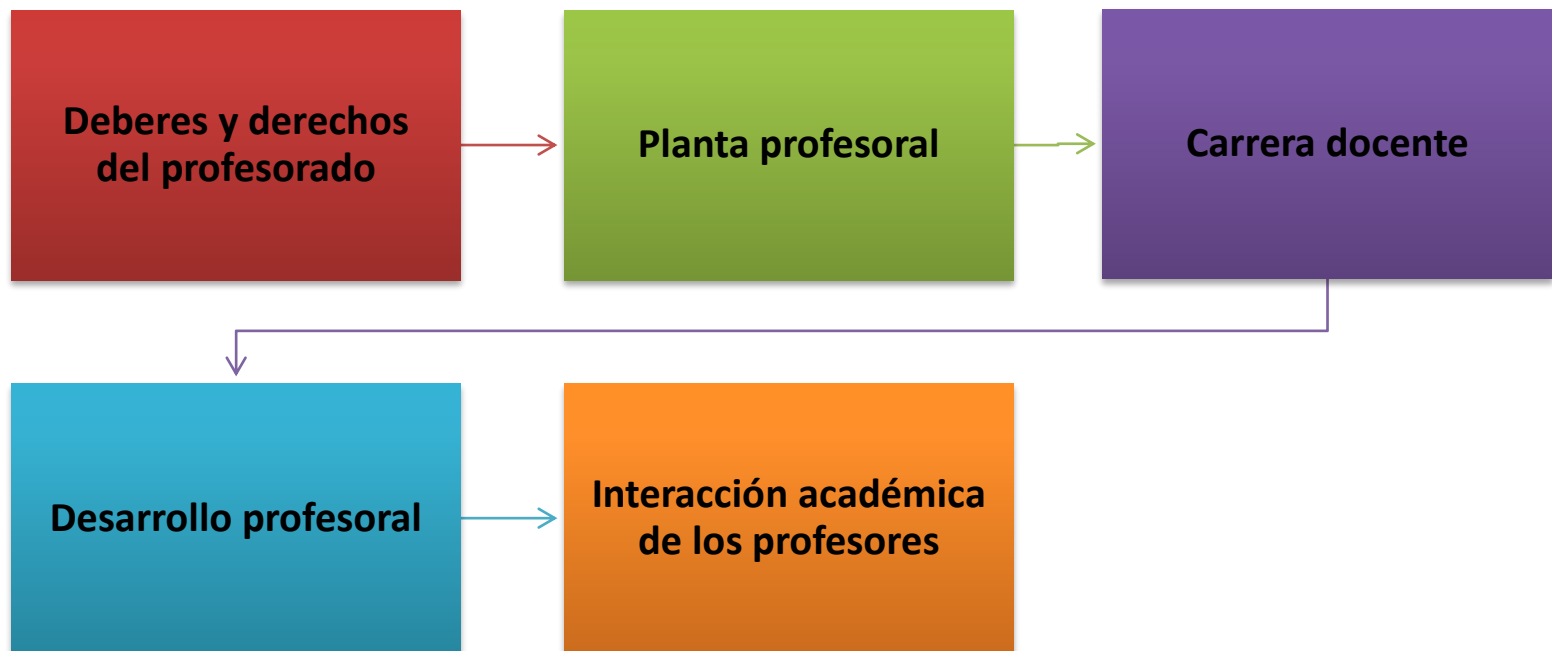 Deberes y derechos
del profesorado
Planta profesoral
Carrera docente
Desarrollo profesoral
Interacción académica
de los profesores